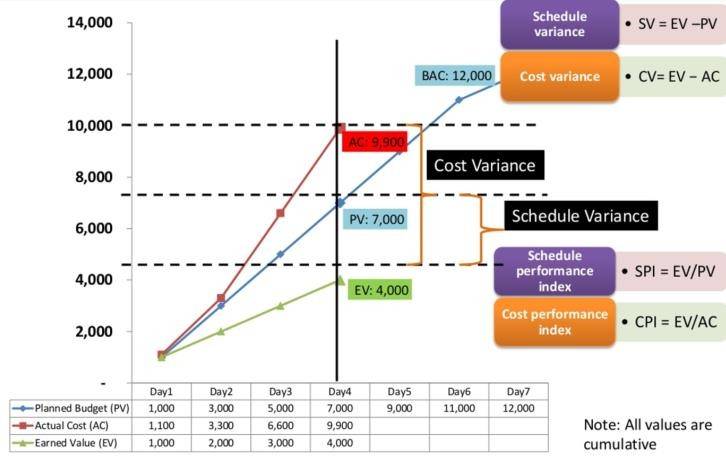 14,000
12,000
10,000
8,000
6,000
4,000
2,000
-
BAC: 12,000
AC: 9,900
PV: 7,000
EV: 4,000
Cost Variance
Schedule Variance
Schedule
variance
• SV = EV –PV
Cost variance
• CV= EV – AC
Schedule
performance
index
• SPI = EV/PV
Cost performance
index
• CPI = EV/AC
Day1 Day2 Day3 Day4 Day5 Day6 Day7
Planned Budget (PV) 1,000 3,000 5,000 7,000 9,000 11,000 12,000
Actual Cost (AC) 1,100 3,300 6,600 9,900
Earned Value (EV) 1,000 2,000 3,000 4,000
Note: All values are
cumulative